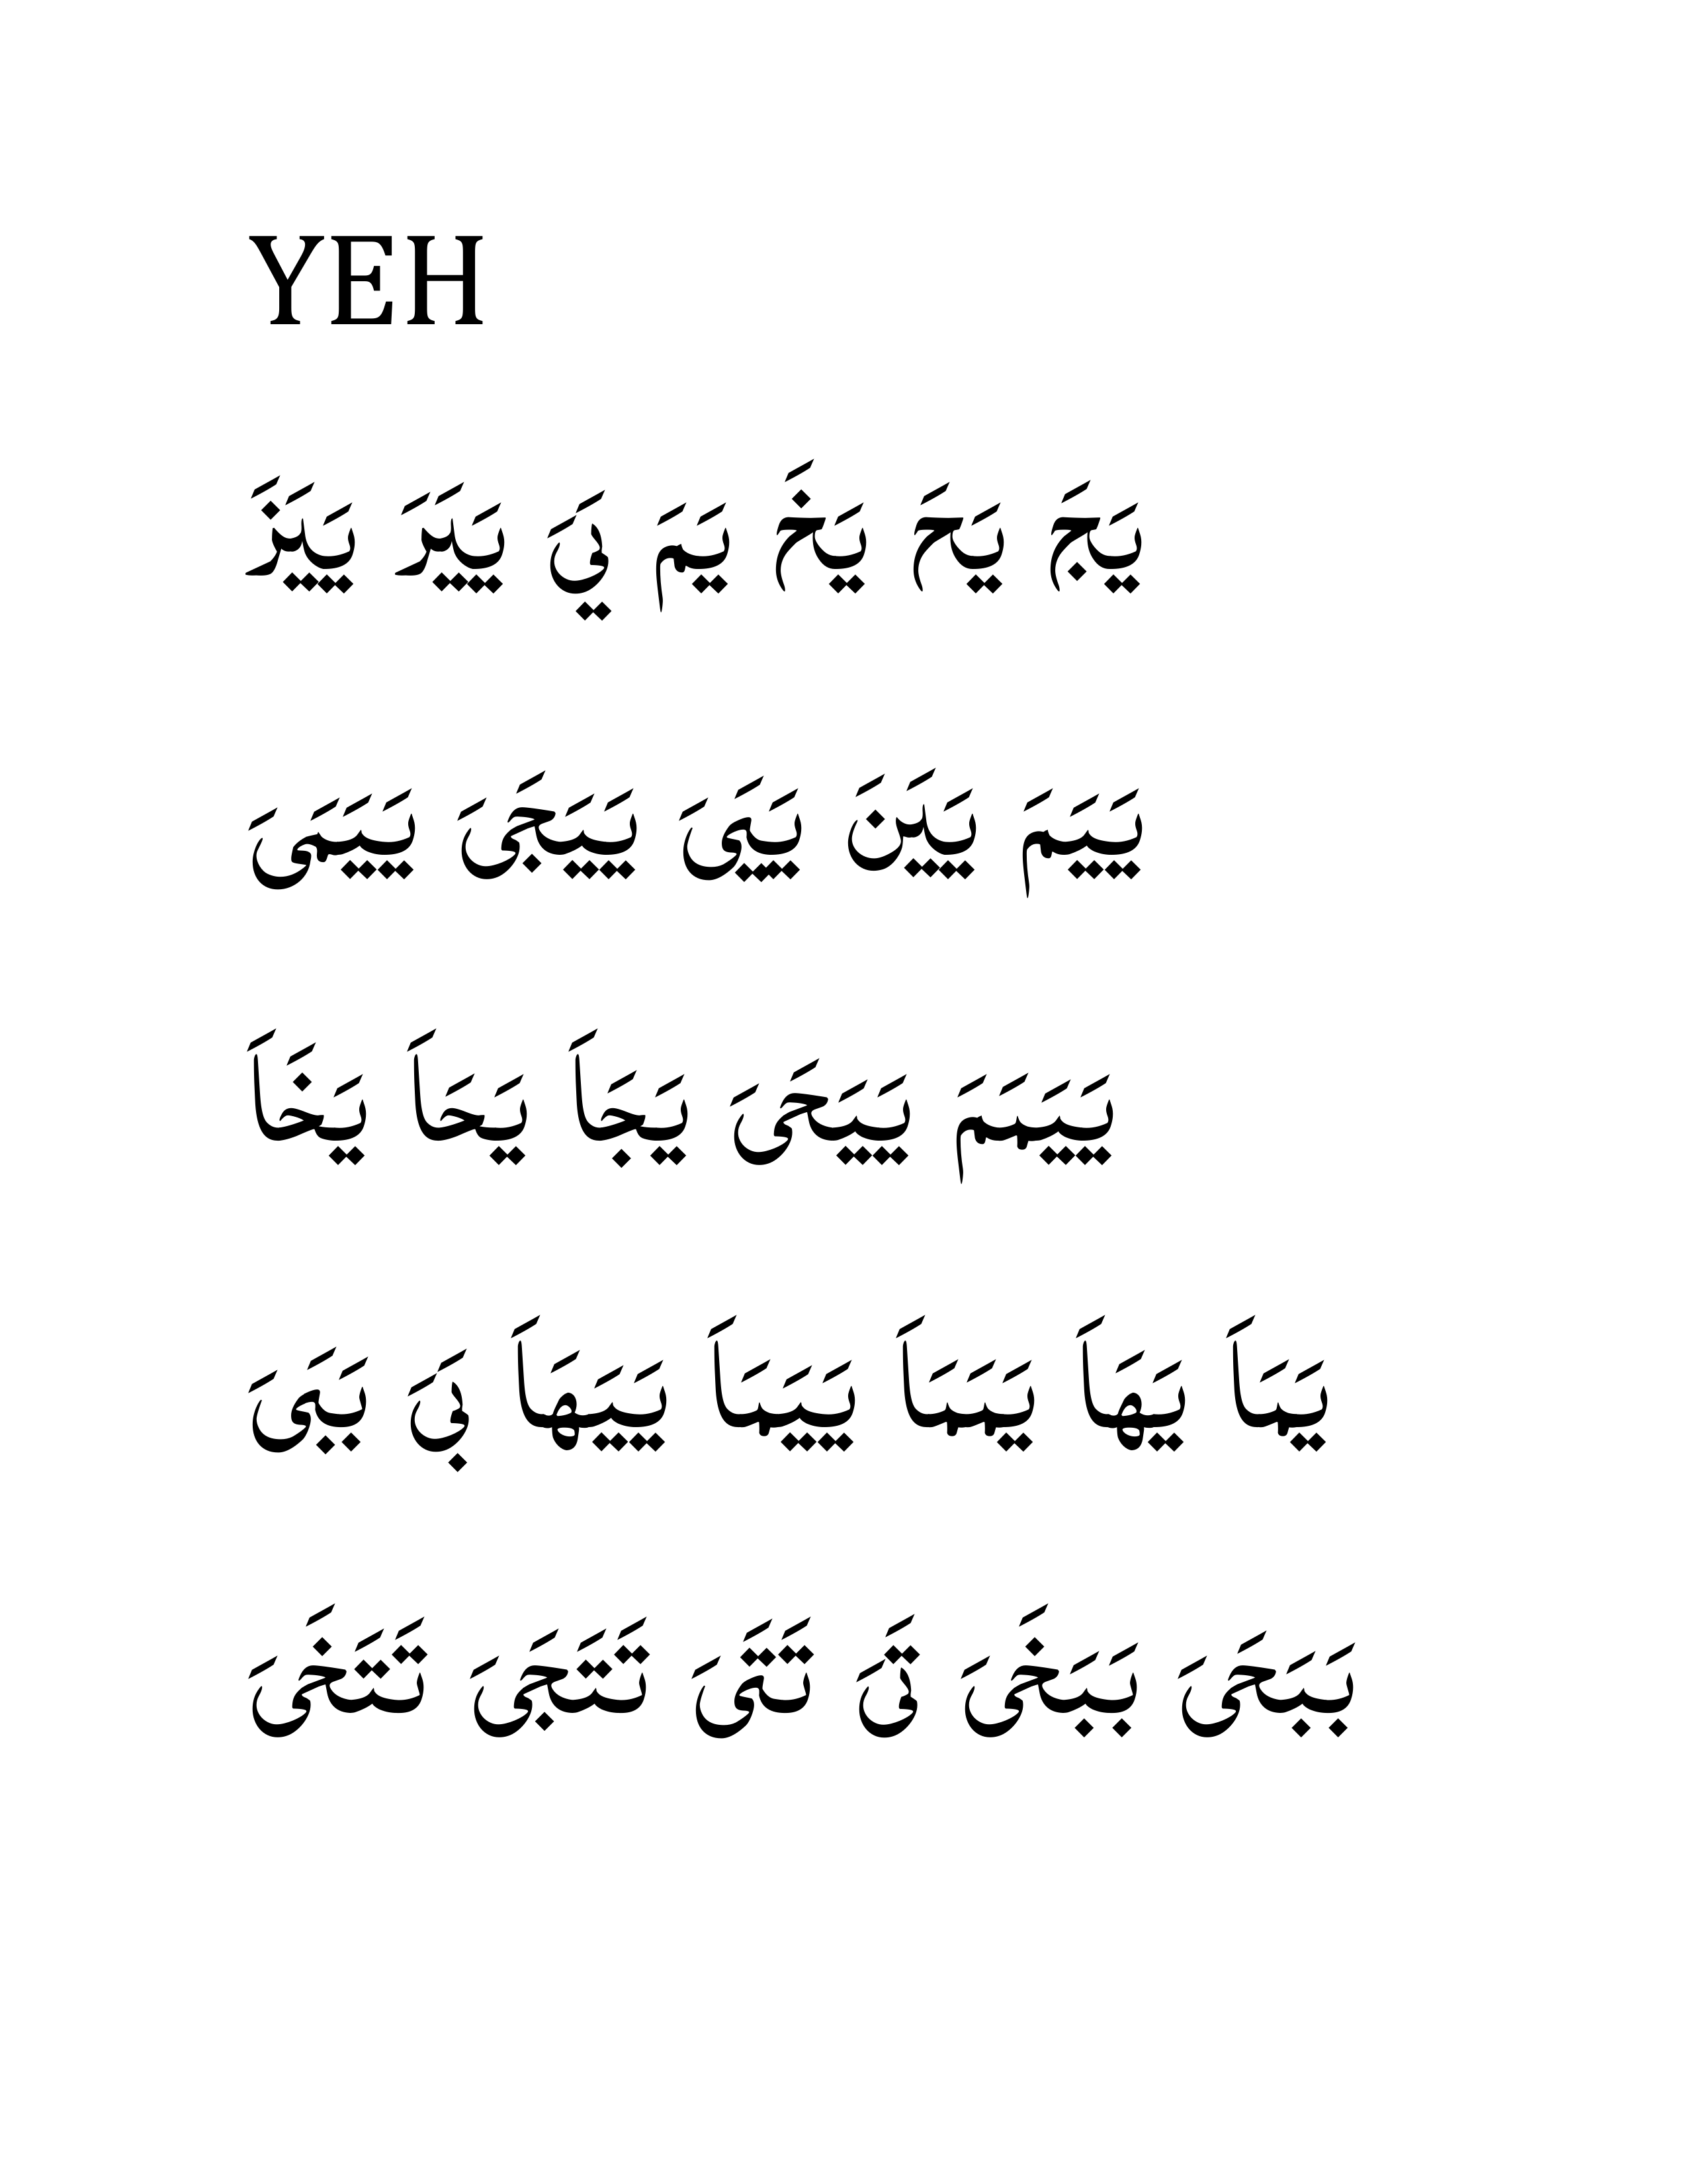 YEH
يَجَ يَحَ يَخَ يَمَ يَىَ يَيَرَ يَيَزَ
يَيَمَ يَيَنَ يَيَىَ يَيَجَىَ يَيَمَىَ
يَيَمَمَ يَيَحَىَ يَجَاَ يَحَاَ يَخَاَ
يَمَاَ يَهَاَ يَمَمَاَ يَيَمَاَ يَيَهَاَ بَىَ بَبَىَ
بَبَحَىَ بَبَخَىَ تَىَ تَتَىَ تَتَجَىَ تَتَخَىَ